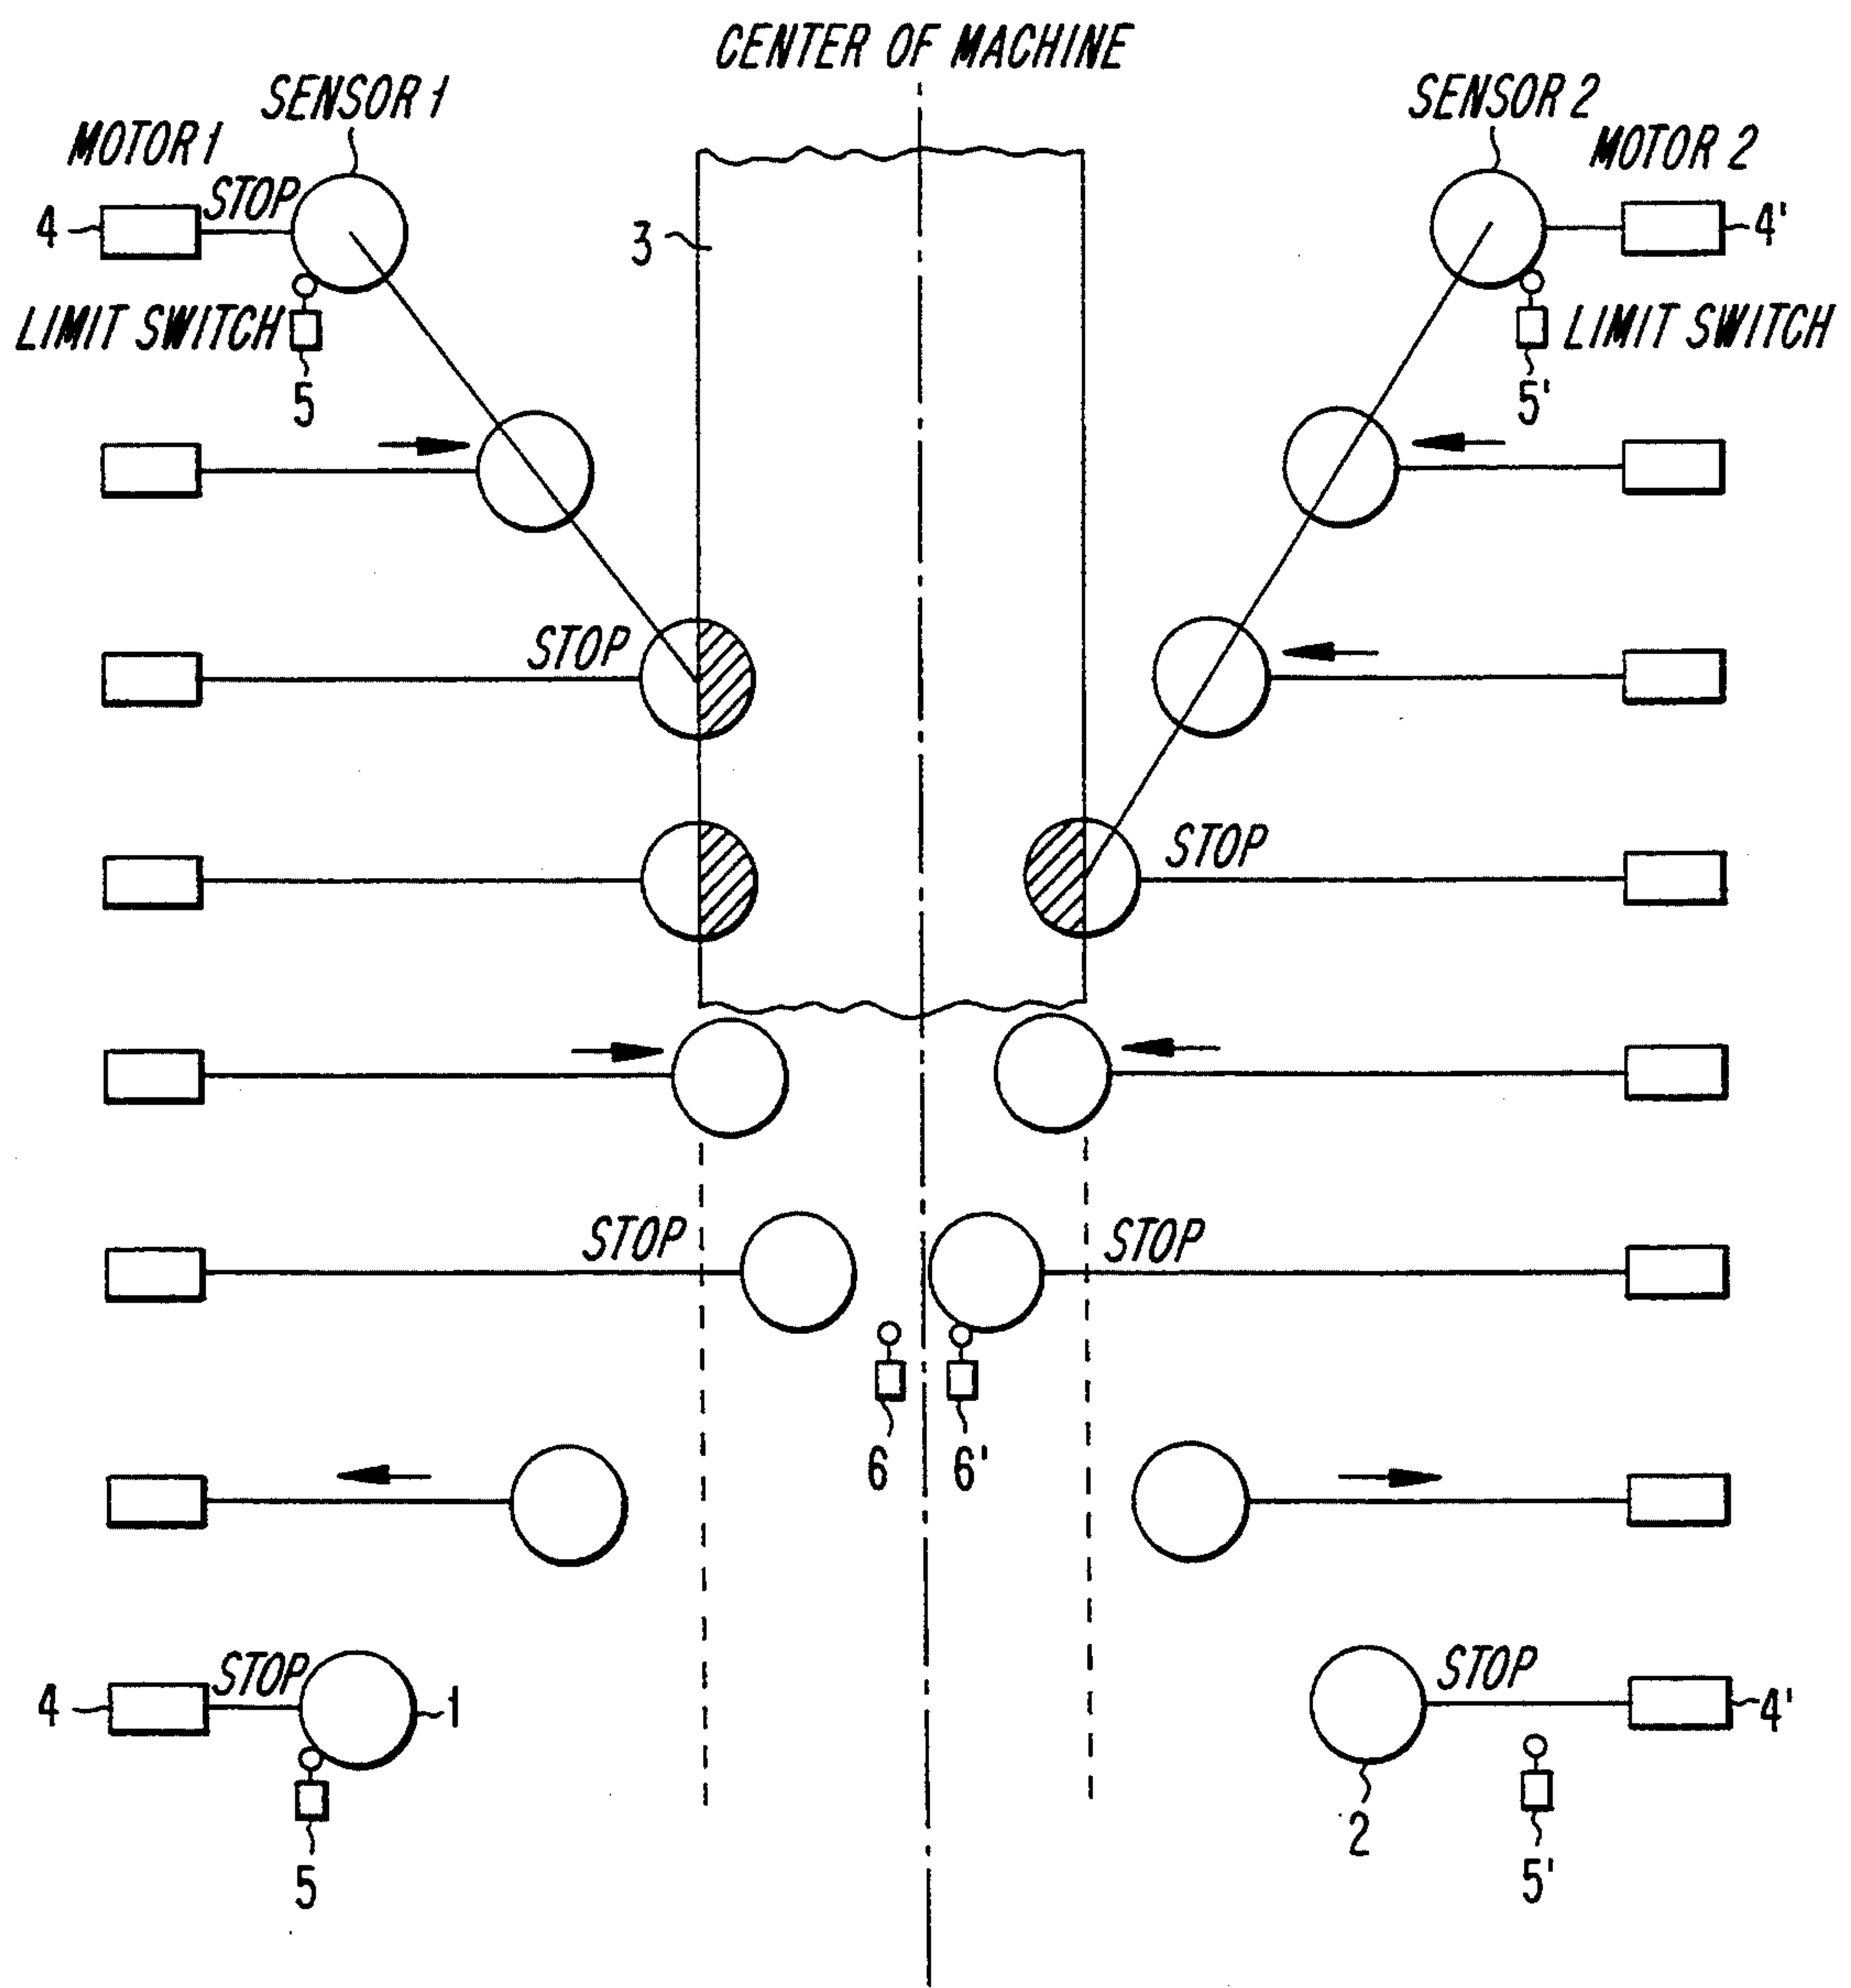 CENTER OF MACHINE
SENSOR 1
SENSOR 2
MOTOR 1
MOTOR 2
STOP
4
3
4'
LIMIT SWITCH
LIMIT SWITCH
5
5'
STOP
STOP
STOP
STOP
6
6'
STOP
STOP
4
1
4'
2
5
5'